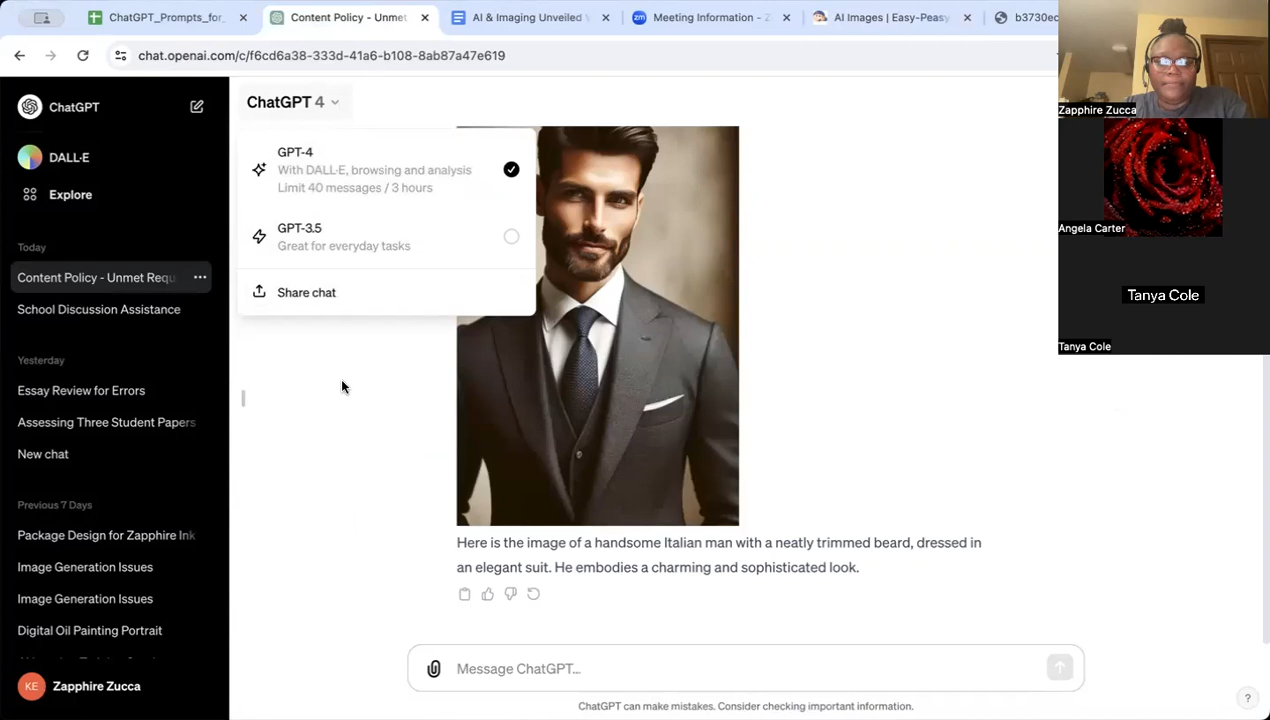 ChatGPT_Prompts_for_
Content Policy - Unmet
AI & Imaging Unveiled
Meeting Information - Z
AI Images | Easy-Peasy
b3730ec
chat.openai.com/c/f6cd6a38-333d-41a6-b108-8ab87a47e619
ChatGPT
DALL·E
Explore
Today
Content Policy - Unmet Requ
School Discussion Assistance
Yesterday
Essay Review for Errors
Assessing Three Student Papers
New chat
Previous 7 Days
Package Design for Zapphire Ink
Image Generation Issues
Image Generation Issues
Digital Oil Painting Portrait
KE
Zapphire Zucca
ChatGPT 4
GPT-4
With DALL·E, browsing and analysis
Limit 40 messages / 3 hours
GPT-3.5
Great for everyday tasks
Share chat
Here is the image of a handsome Italian man with a neatly trimmed beard, dressed in
an elegant suit. He embodies a charming and sophisticated look.
Message ChatGPT...
ChatGPT can make mistakes. Consider checking important information.
?
Zapphire Zucca
Angela Carter
Tanya Cole
Tanya Cole
zm